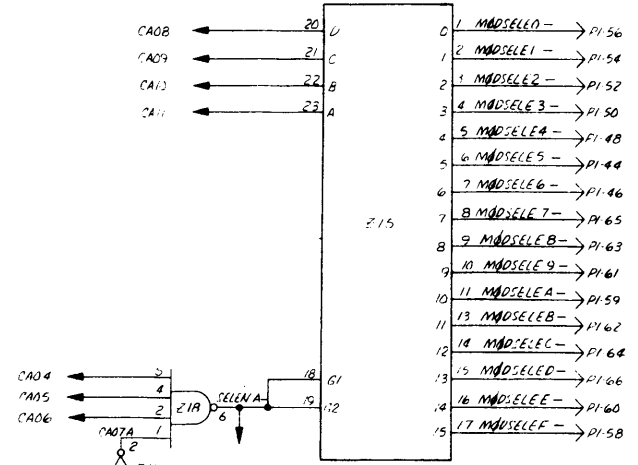 CA08 20 D 0 1 MØDSELE0- P1-56
CA09 21 C 1 2 MØDSELE1- P1-54
CA10 22 B 2 3 MØDSELE2- P1-52
CA11 23 A 3 4 MØDSELE3- P1-50
4 5 MØDSELE4- P1-48
5 6 MØDSELE5- P1-44
6 7 MØDSELE6- P1-46
7 8 MØDSELE7- P1-65
Z15
8 9 MØDSELE8- P1-63
9 10 MØDSELE9- P1-61
10 11 MØDSELEA- P1-59
11 13 MØDSELEB- P1-62
12 14 MØDSELEC- P1-64
18 G1
13 15 MØDSELED- P1-66
CA04 5
CA05 4 Z18 6 SELENA- 19 G2
14 16 MØDSELEE- P1-60
CA06 2
CA07A 1
15 17 MØDSELEF- P1-58
2